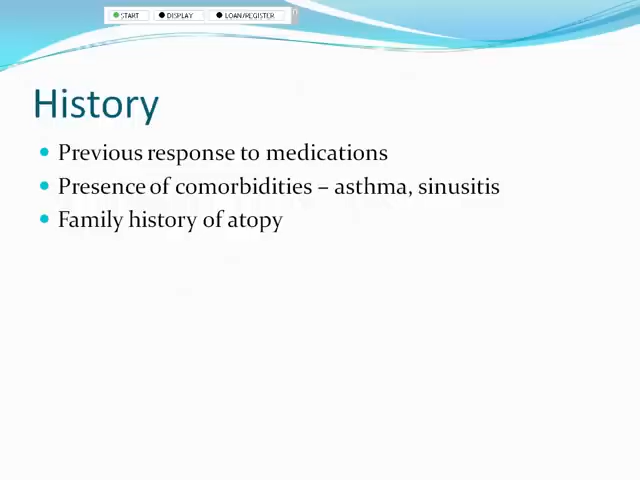 START DISPLAY LOAN/REGISTER
History
Previous response to medications
Presence of comorbidities – asthma, sinusitis
Family history of atopy